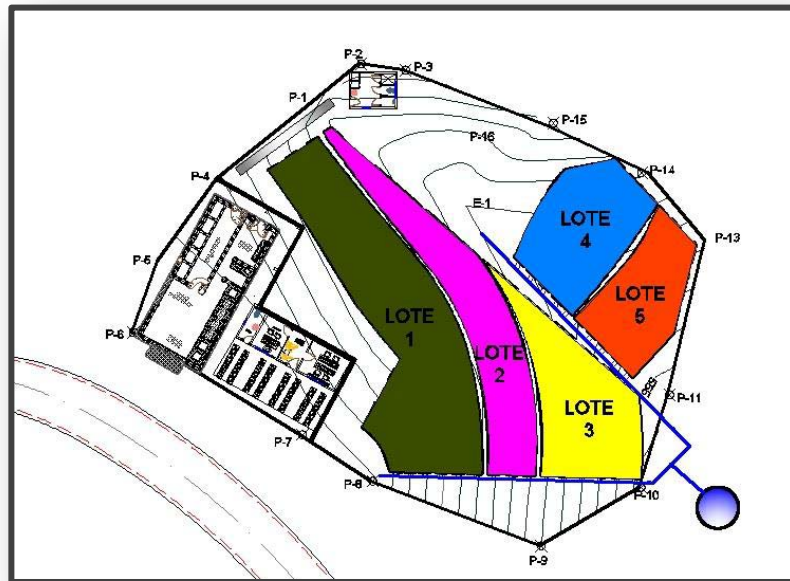 P-2
P-3
P-1
P-15
P-16
P-14
P-4
E-1
LOTE
4
P-13
P-5
LOTE
5
P-6
LOTE
1
LOTE
2
LOTE
3
P-11
P-7
P-8
P-10
P-9